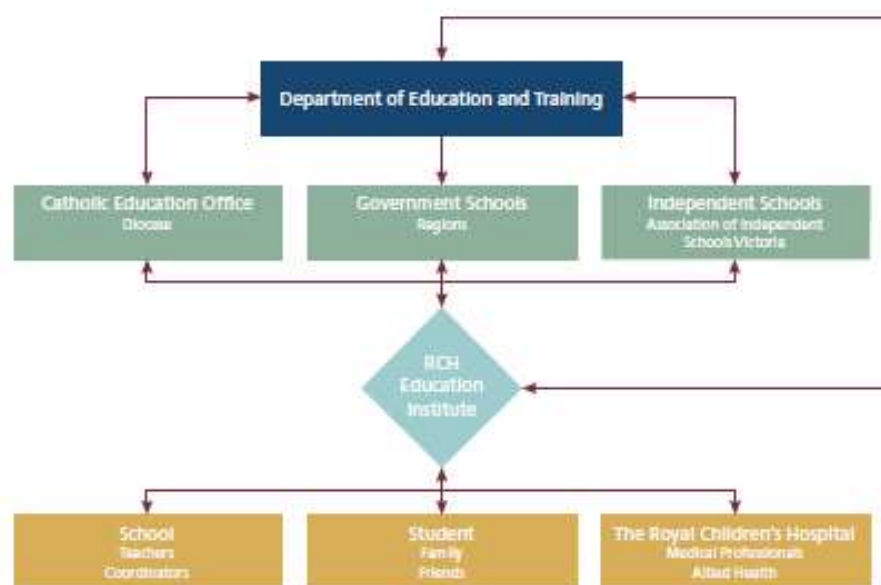 Department of Education and Training
Catholic Education Office
Diocese
Government Schools
Regions
Independent Schools
Association of Independent
Schools Victoria
RCH
Education
Institute
School
Teachers
Coordinators
Student
Family
Friends
The Royal Children's Hospital
Medical Professionals
Allied Health